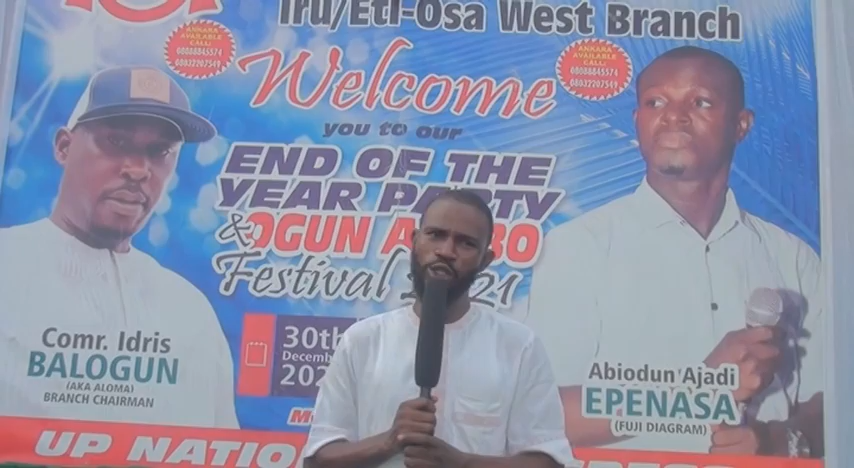 Iru/Eti-Osa West Branch
ANKARA
AVAILABLE
CALL:
08088845574
08032207549
ANKARA
AVAILABLE
CALL:
08088845574
08032207549
Welcome
you to our
END OF THE
YEAR PARTY
& OGUN
Festival
30th
Comr. Idris
BALOGUN
(AKA ALOMA)
BRANCH CHAIRMAN
Abiodun Ajadi
EPENASA
(FUJI DIAGRAM)
UP